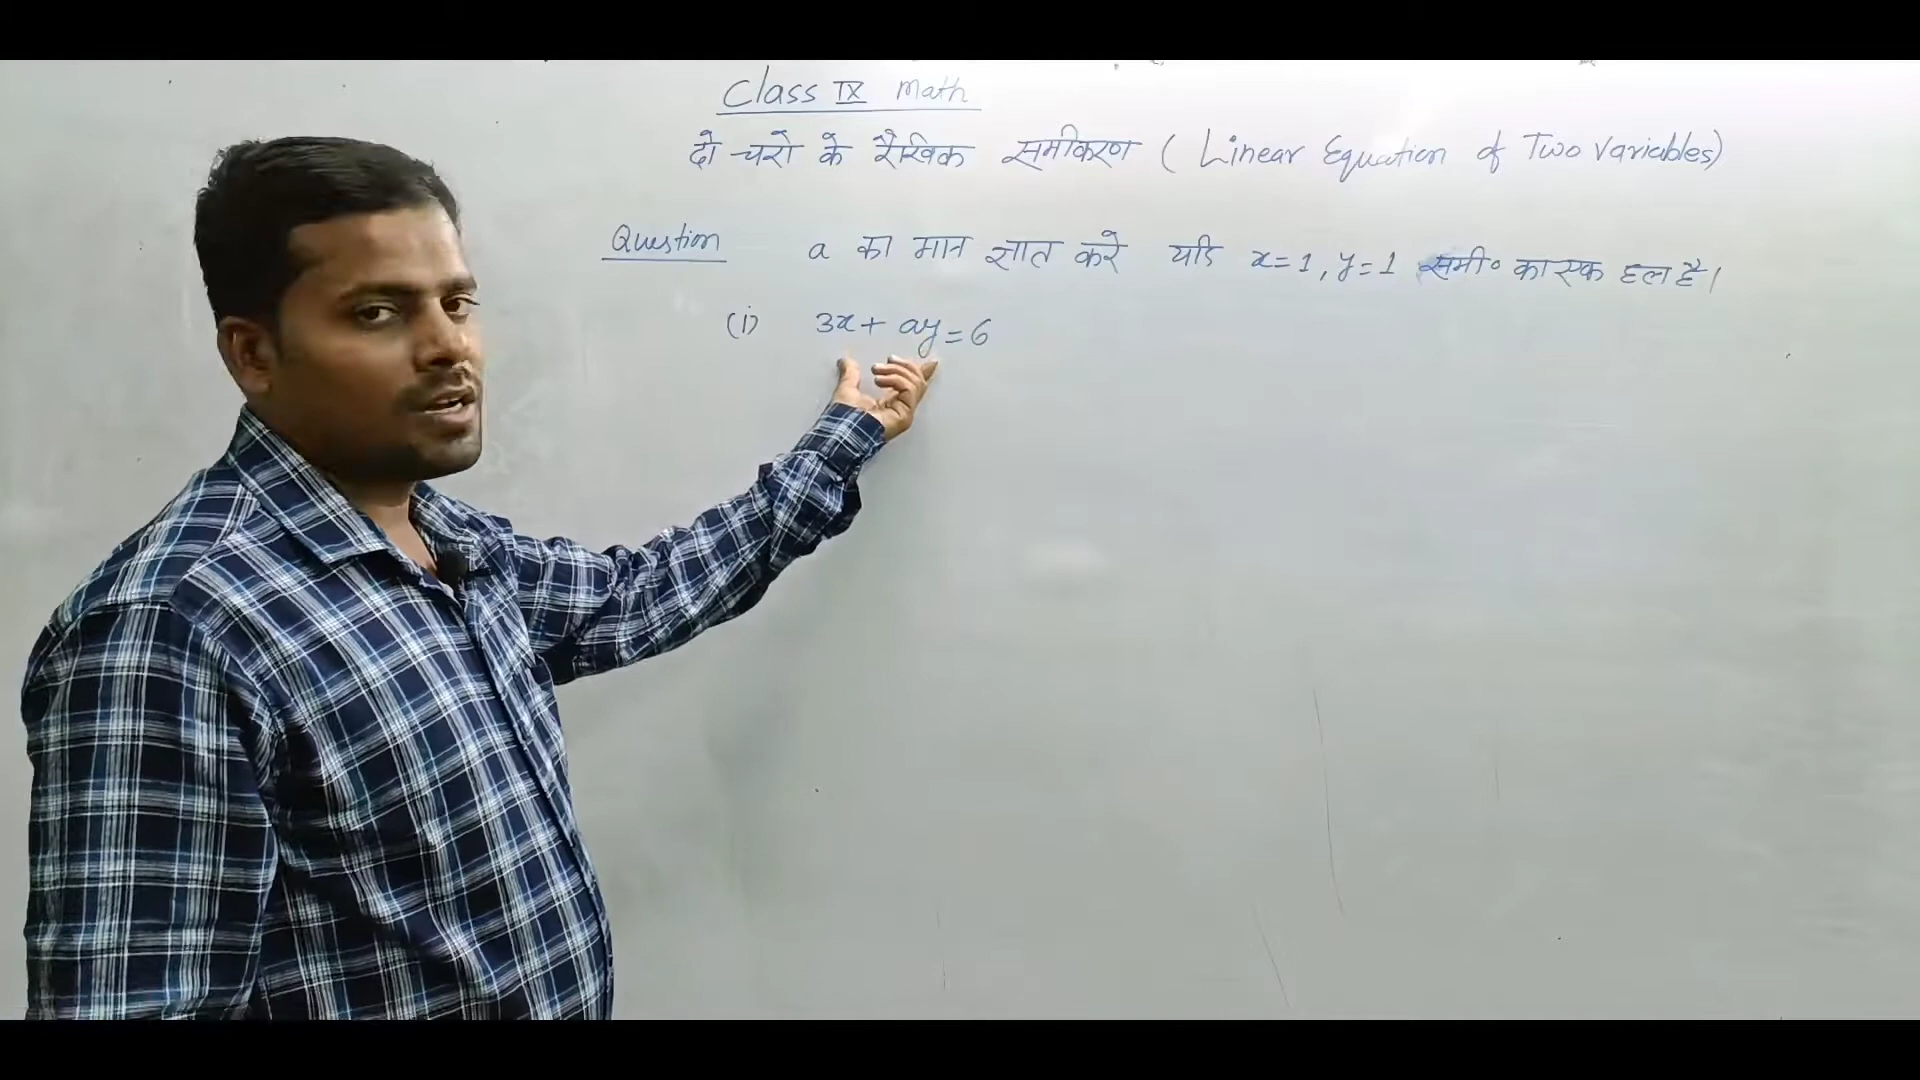 Class IX Math
दो चरो के रैखिक समीकरण ( Linear Equation of Two Variables)
Question a का मान ज्ञात करे यदि x=1, y=1 समी॰ का एक हल है।
(i) 3x+ ay=6